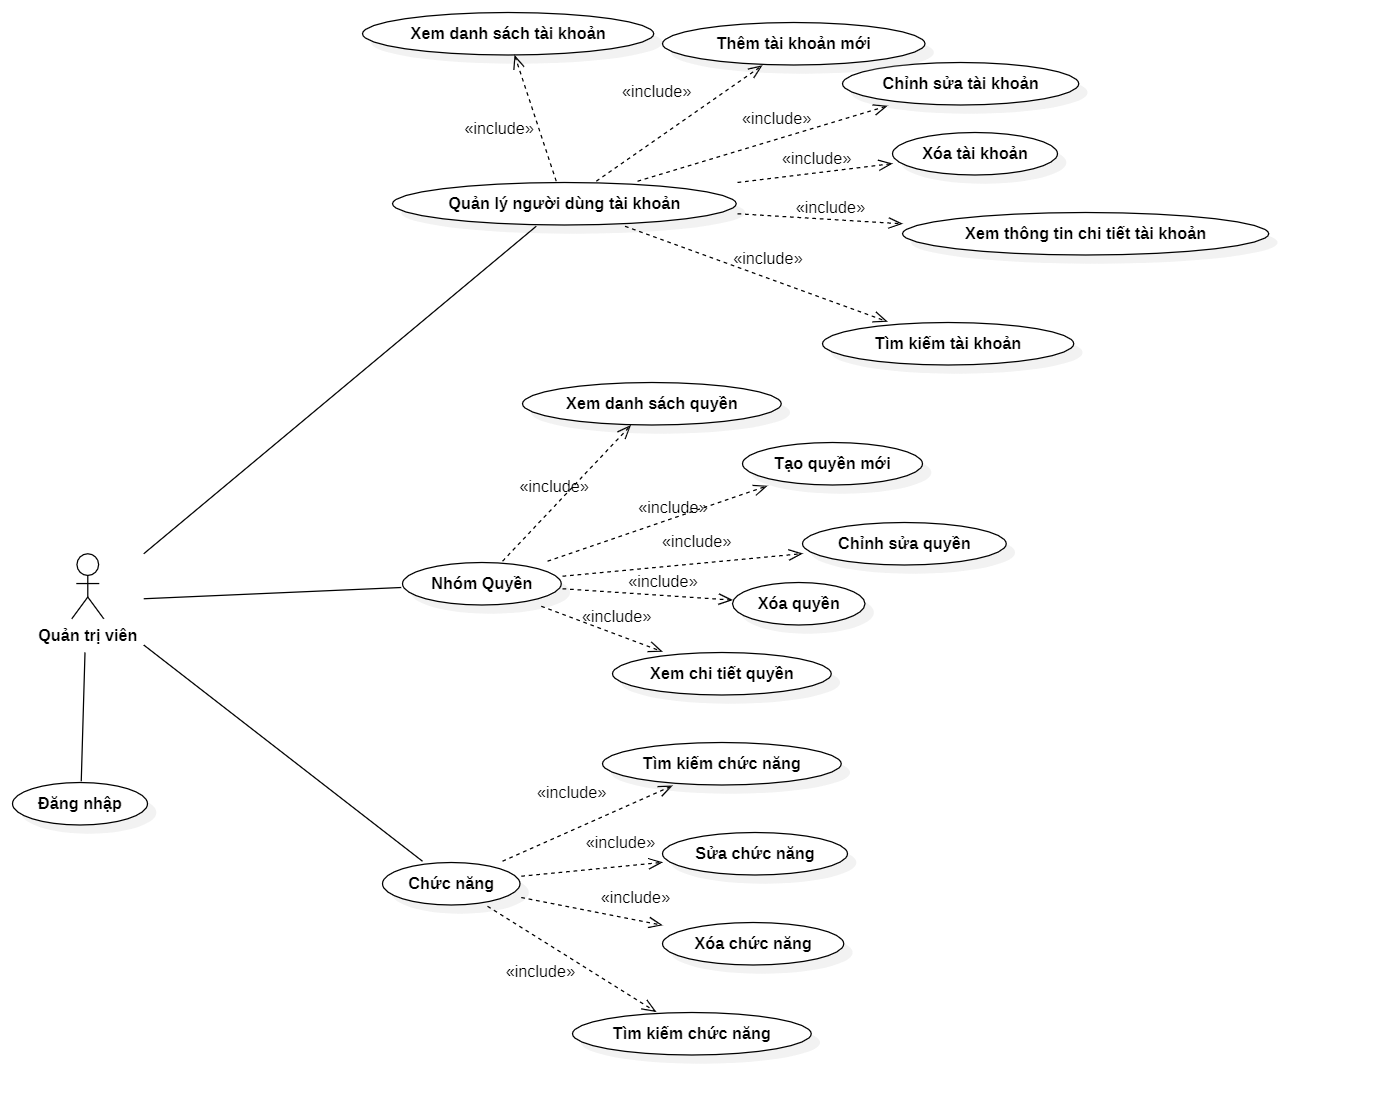 Xem danh sách tài khoản
Thêm tài khoản mới
Chỉnh sửa tài khoản
«include»
«include»
«include»
Xóa tài khoản
«include»
Quản lý người dùng tài khoản
«include»
Xem thông tin chi tiết tài khoản
«include»
Tìm kiếm tài khoản
Xem danh sách quyền
Tạo quyền mới
«include»
«include»
Chỉnh sửa quyền
«include»
Nhóm Quyền
«include»
Xóa quyền
«include»
Quản trị viên
Xem chi tiết quyền
Tìm kiếm chức năng
«include»
Đăng nhập
«include»
Sửa chức năng
Chức năng
«include»
Xóa chức năng
«include»
Tìm kiếm chức năng